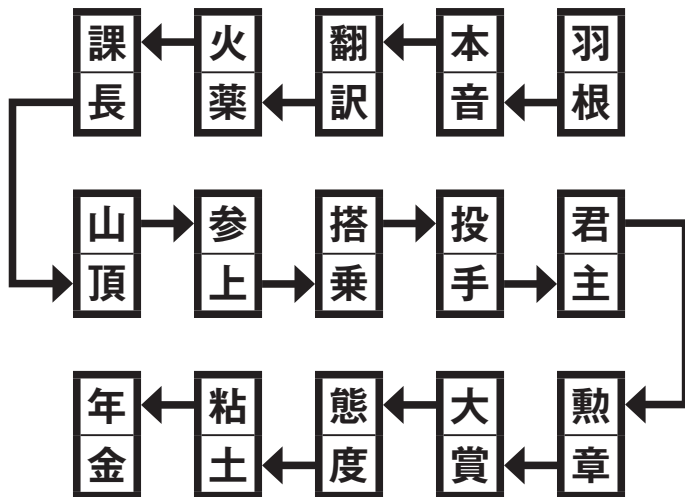 羽根
本音
翻訳
火薬
課長
山頂
参上
搭乗
投手
君主
勲章
大賞
態度
粘土
年金